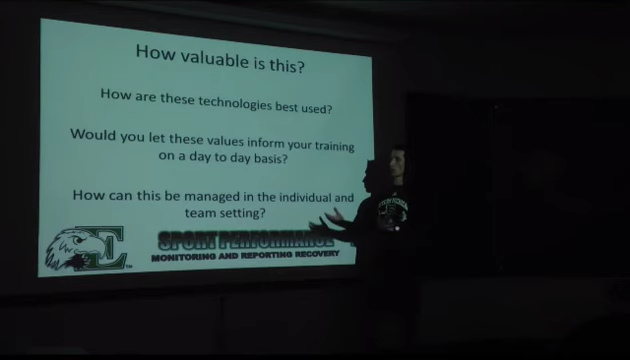 How valuable is this?
How are these technologies best used?
Would you let these values inform your training
on a day to day basis?
How can this be managed in the individual and
team setting?
E
TM
SPORT PERFORMANCE
MONITORING AND REPORTING RECOVERY